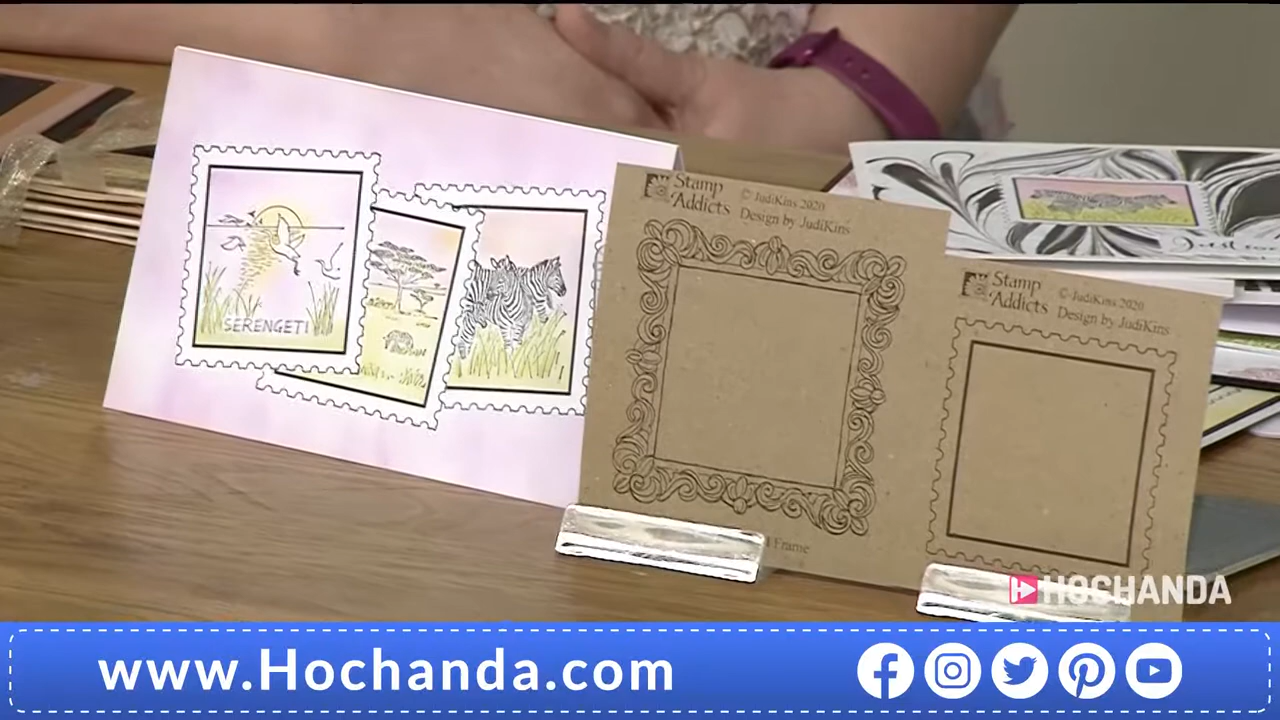 SERENGETI
Stamp
Addicts
© JudiKins 2020
Design by JudiKins
Frame
Stamp
Addicts
© JudiKins 2020
Design by JudiKins
HOCHANDA
www.Hochanda.com